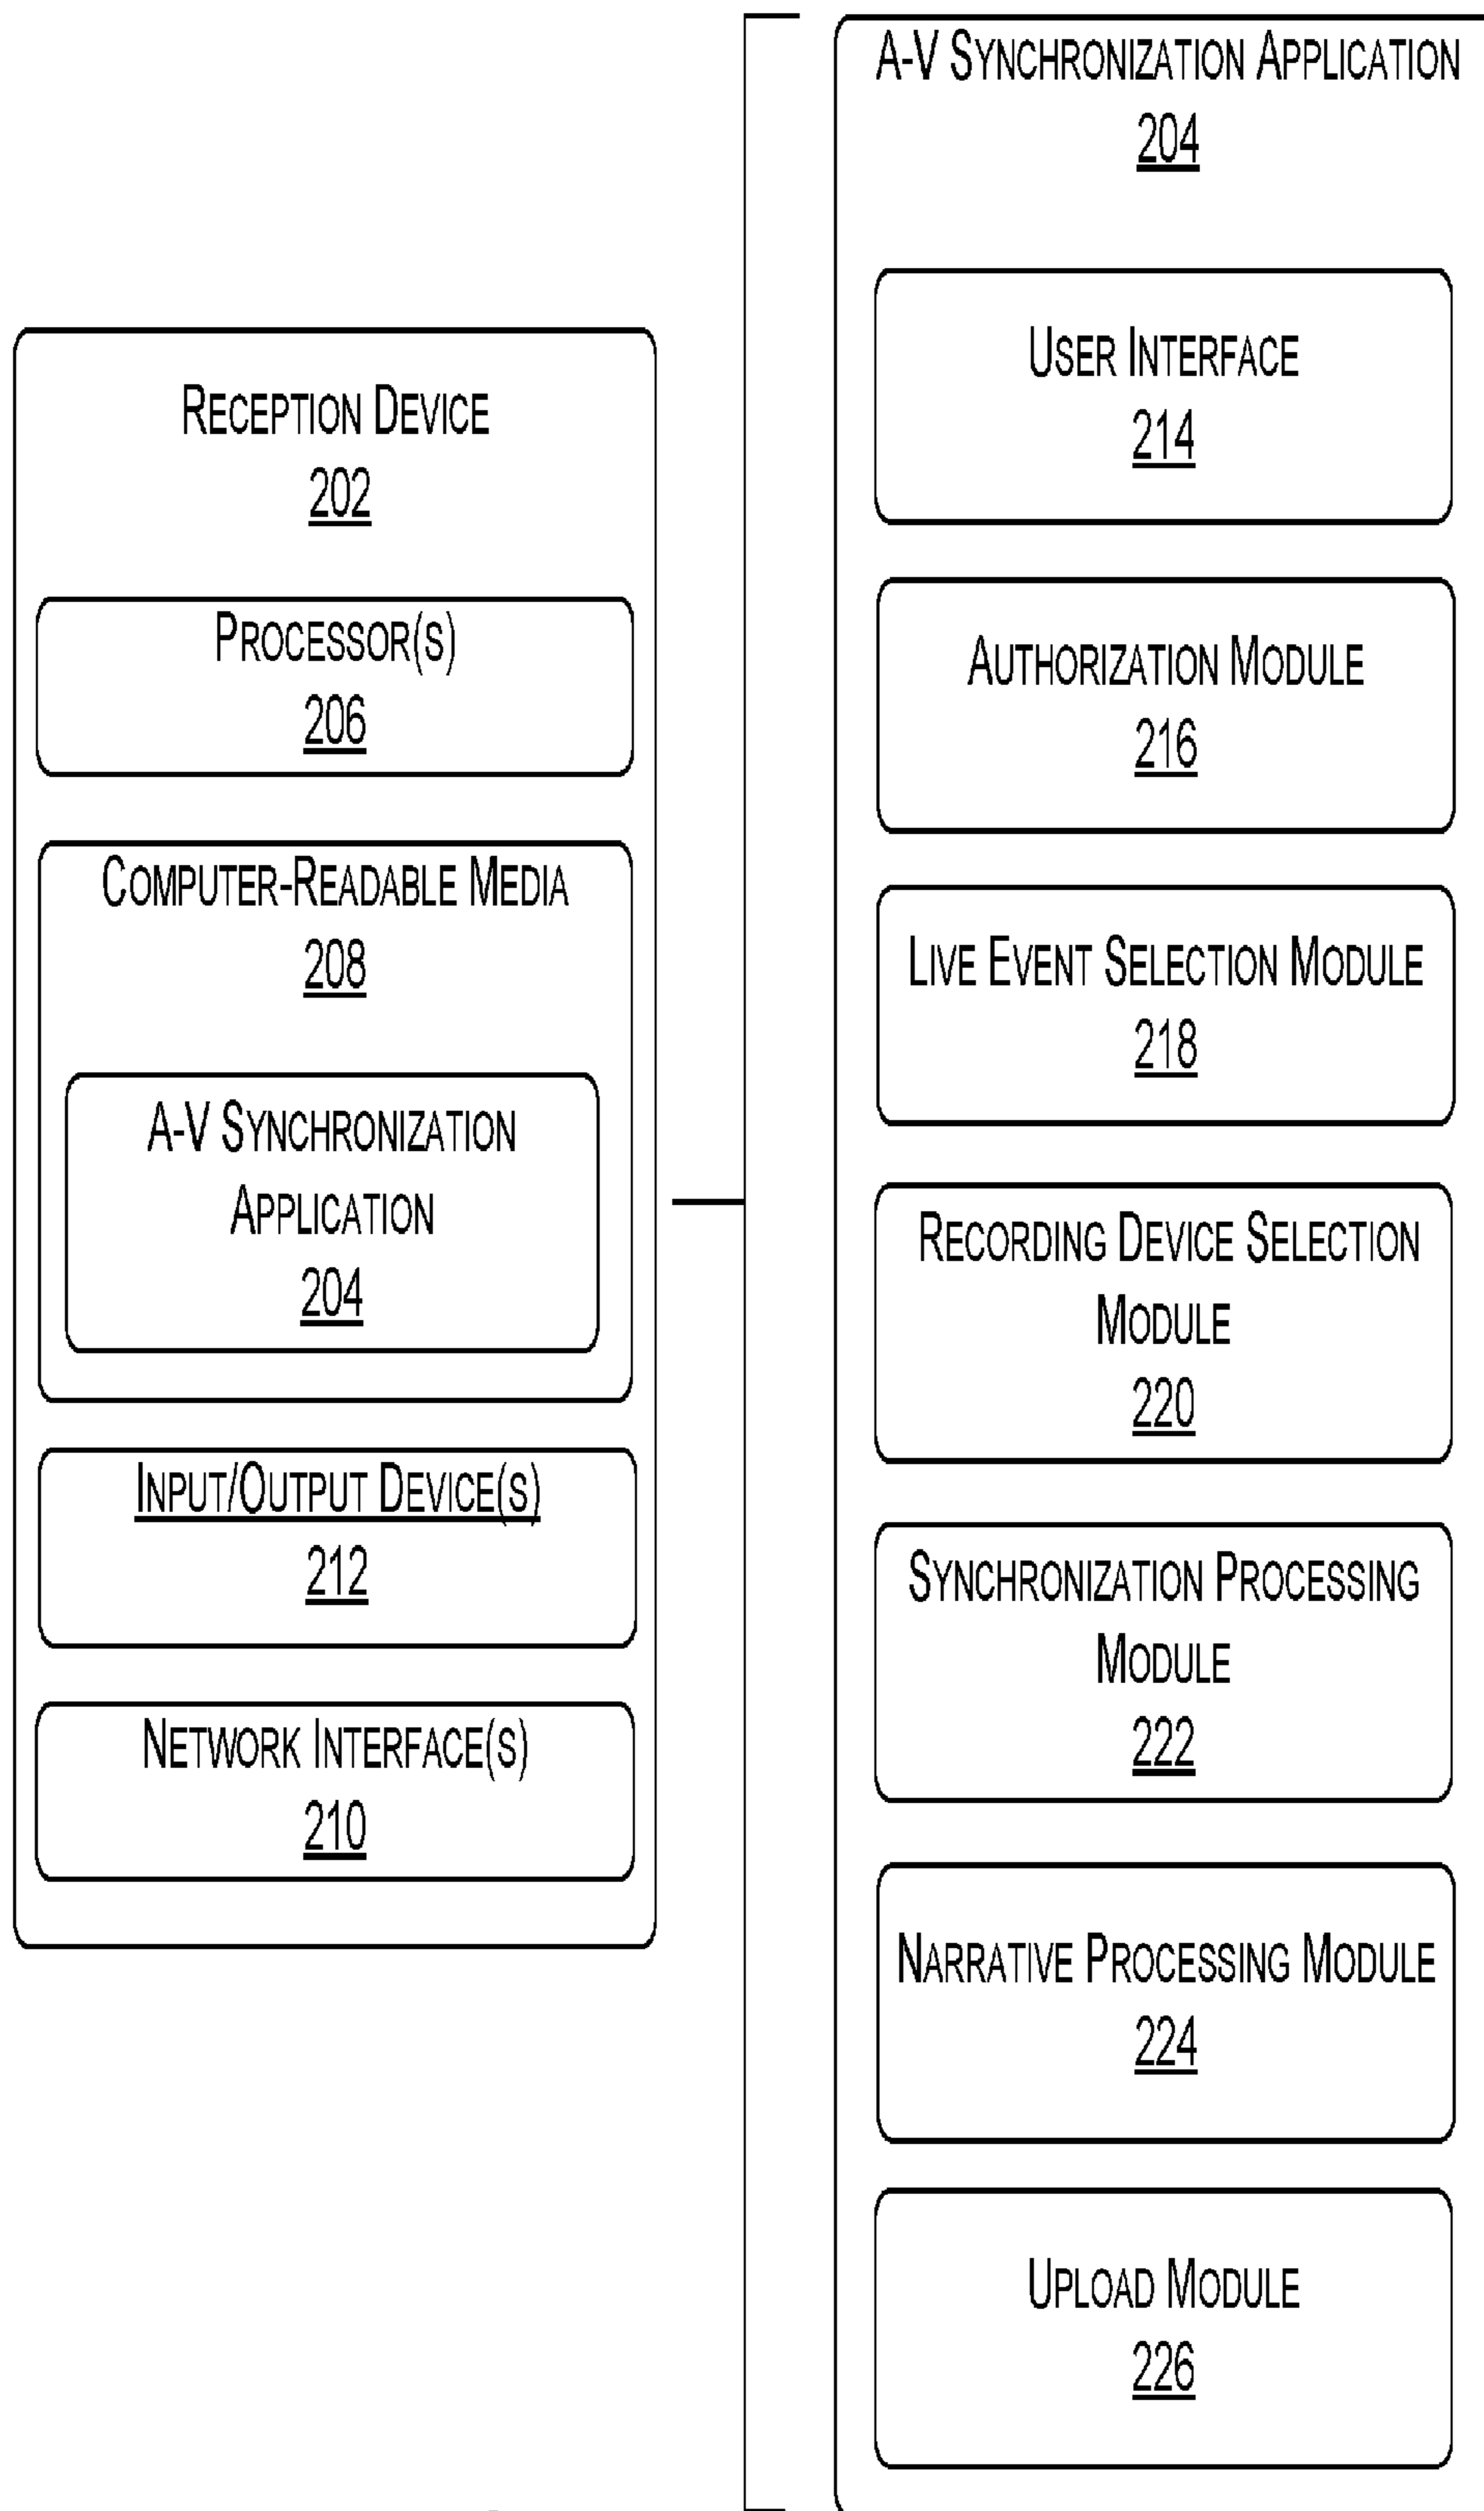 Reception Device
202
Processor(s)
206
Computer-Readable Media
208
A-V Synchronization
Application
204
Input/Output Device(s)
212
Network Interface(s)
210
A-V Synchronization Application
204
User Interface
214
Authorization Module
216
Live Event Selection Module
218
Recording Device Selection
Module
220
Synchronization Processing
Module
222
Narrative Processing Module
224
Upload Module
226